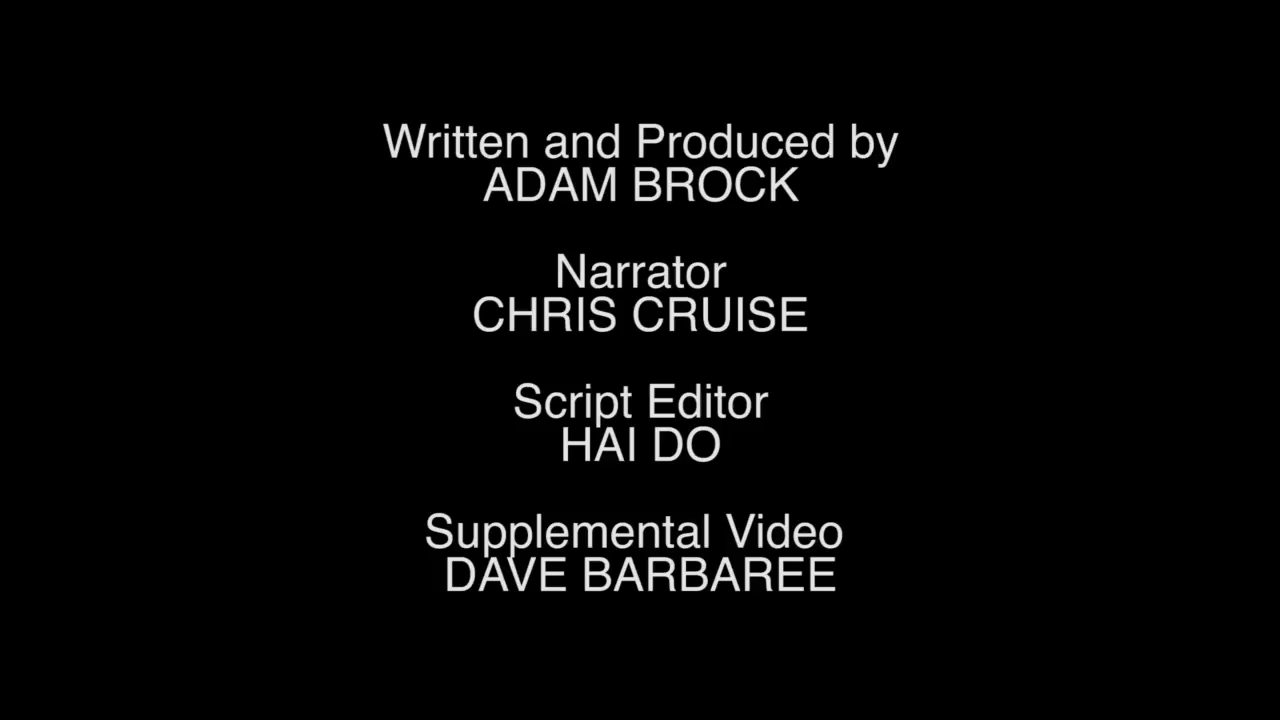 Written and Produced by
ADAM BROCK
Narrator
CHRIS CRUISE
Script Editor
HAI DO
Supplemental Video
DAVE BARBAREE